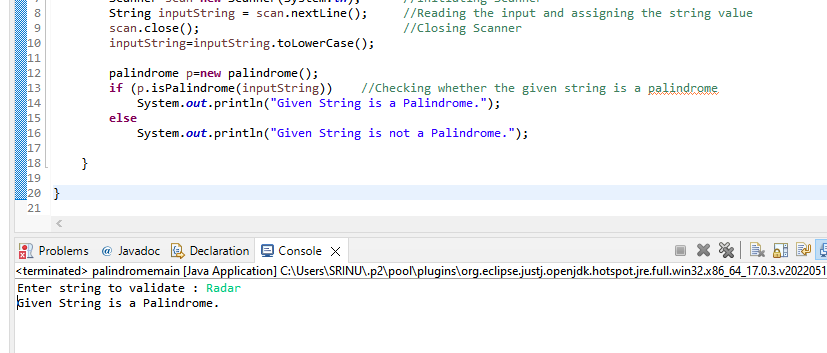 8 String inputString = scan.nextLine(); //Reading the input and assigning the string value
9 scan.close(); //Closing Scanner
10 inputString=inputString.toLowerCase();
11
12 palindrome p=new palindrome();
13 if (p.isPalindrome(inputString)) //Checking whether the given string is a palindrome
14 System.out.println("Given String is a Palindrome.");
15 else
16 System.out.println("Given String is not a Palindrome.");
17
18 }
19
20 }
21
Problems @ Javadoc Declaration Console
<terminated> palindromemain [Java Application] C:\Users\SRINU\.p2\pool\plugins\org.eclipse.justj.openjdk.hotspot.jre.full.win32.x86_64_17.0.3.v2022051
Enter string to validate : Radar
Given String is a Palindrome.